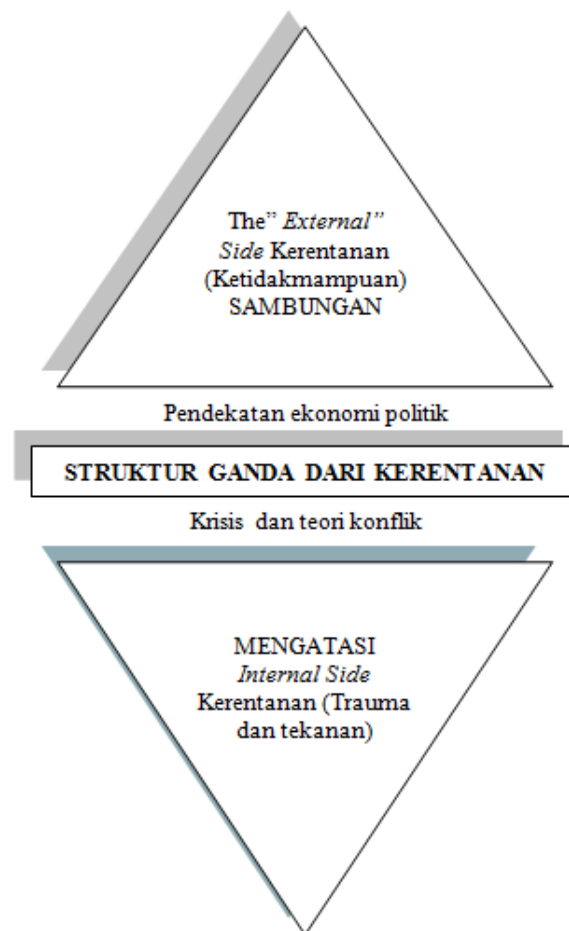 The” External”
Side Kerentanan
(Ketidakmampuan)
SAMBUNGAN
Pendekatan ekonomi politik
STRUKTUR GANDA DARI KERENTANAN
Krisis dan teori konflik
MENGATASI
Internal Side
Kerentanan (Trauma
dan tekanan)